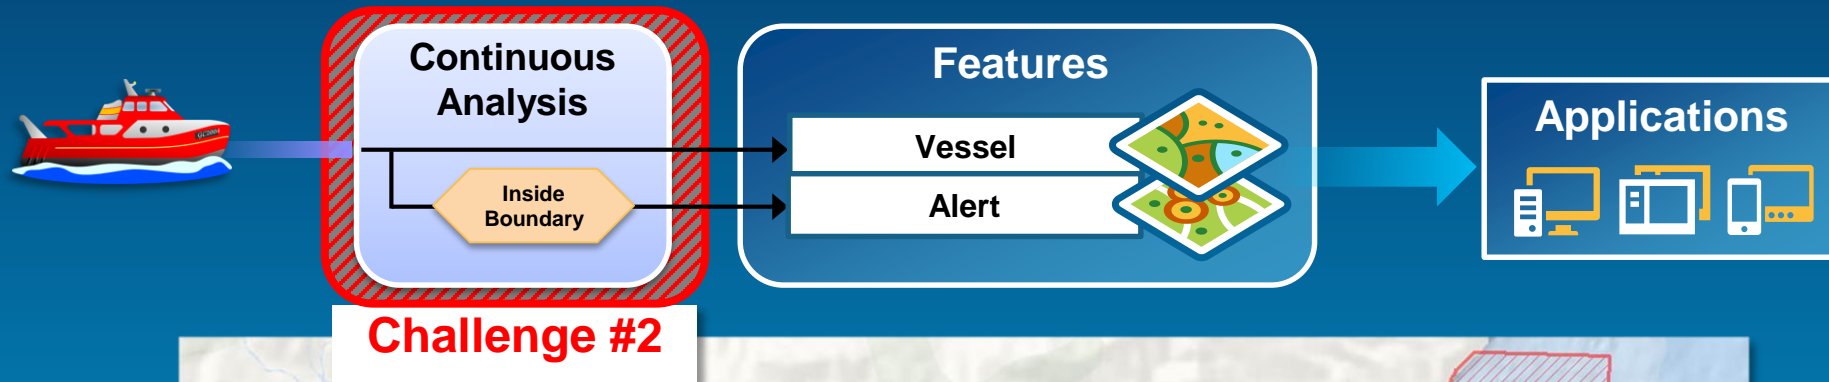 Continuous
Analysis
Inside
Boundary
Challenge #2
Features
Vessel
Alert
Applications